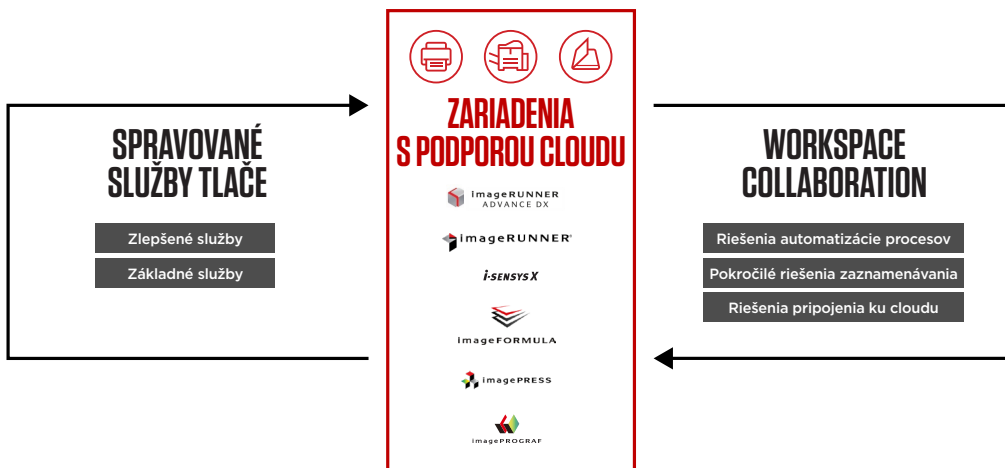 SPRAVOVANÉ
SLUŽBY TLAČE
Zlepšené služby
Základné služby
ZARIADENIA
S PODPOROU CLOUDU
imageRUNNER
ADVANCE DX
imageRUNNER®
i-SENSYS X
imageFORMULA
imagePRESS
imagePROGRAF
WORKSPACE
COLLABORATION
Riešenia automatizácie procesov
Pokročilé riešenia zaznamenávania
Riešenia pripojenia ku cloudu